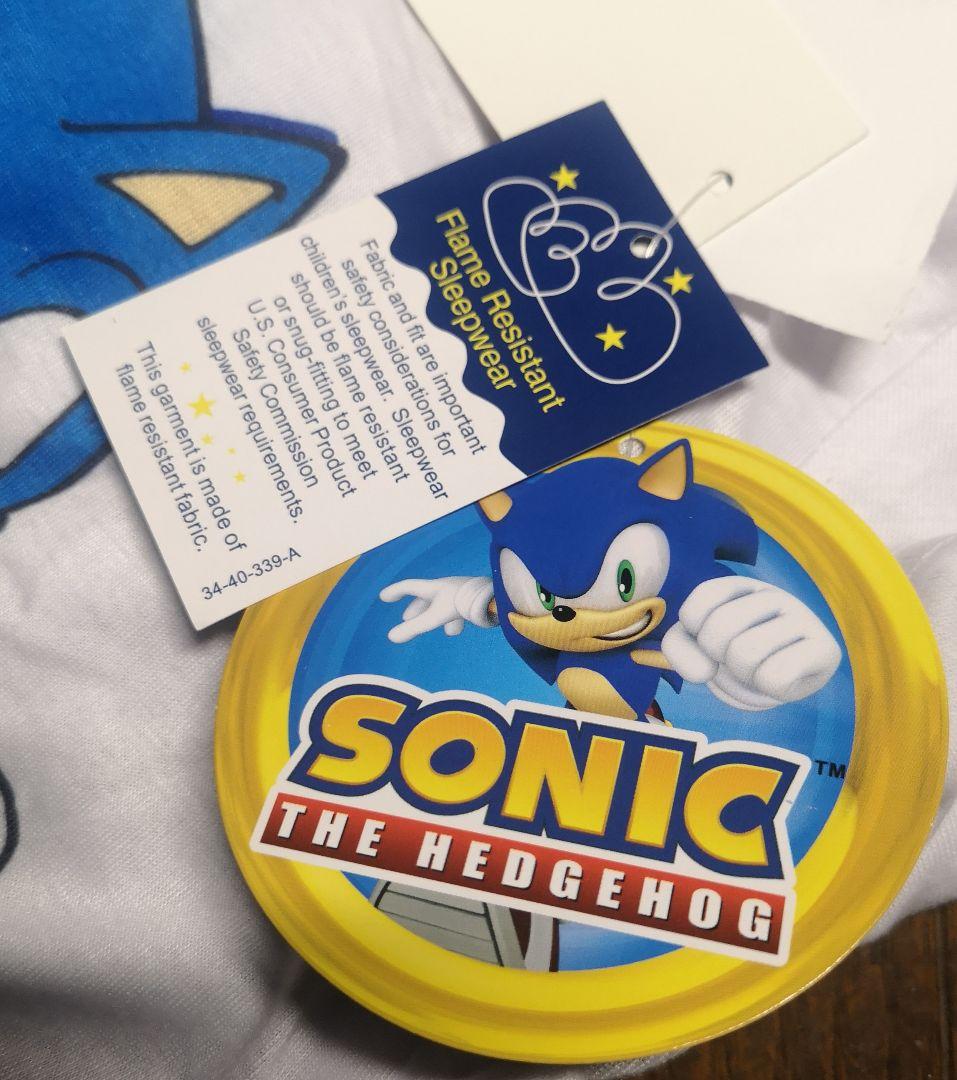 Flame Resistant
Sleepwear
Fabric and fit are important
safety considerations for
children's sleepwear. Sleepwear
should be flame resistant
or snug-fitting to meet
U.S. Consumer Product
Safety Commission
sleepwear requirements.
This garment is made of
flame resistant fabric.
34-40-339-A
SONIC
TM
THE HEDGEHOG